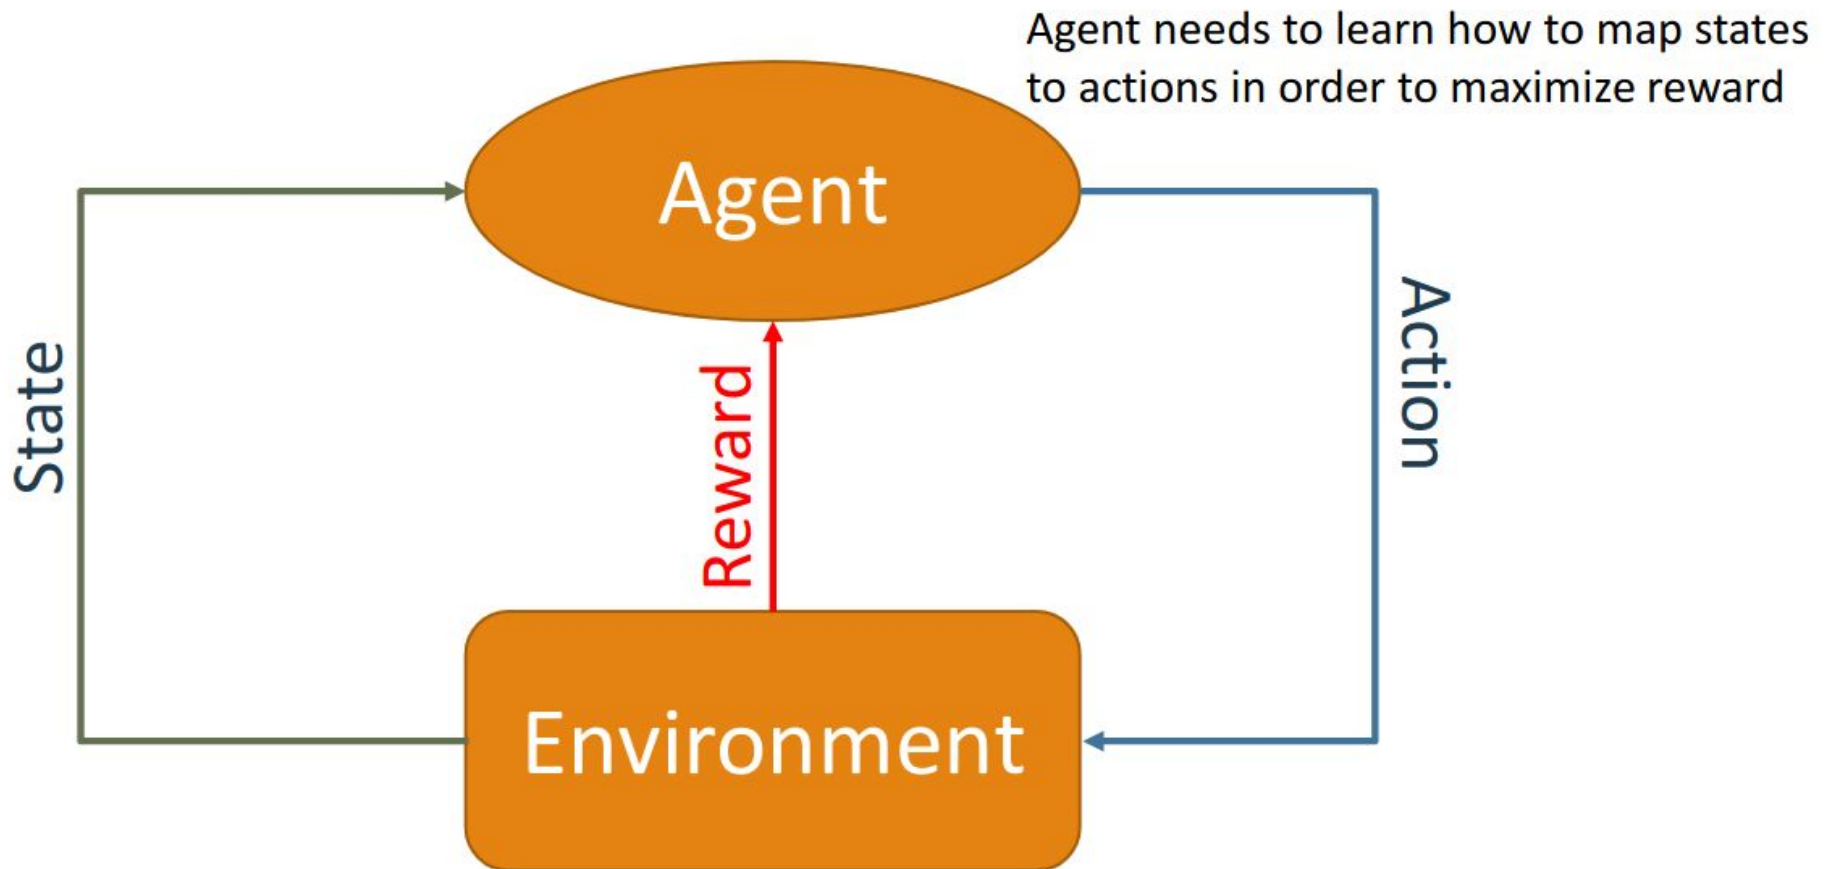 Agent needs to learn how to map states
to actions in order to maximize reward
Agent
State
Reward
Action
Environment